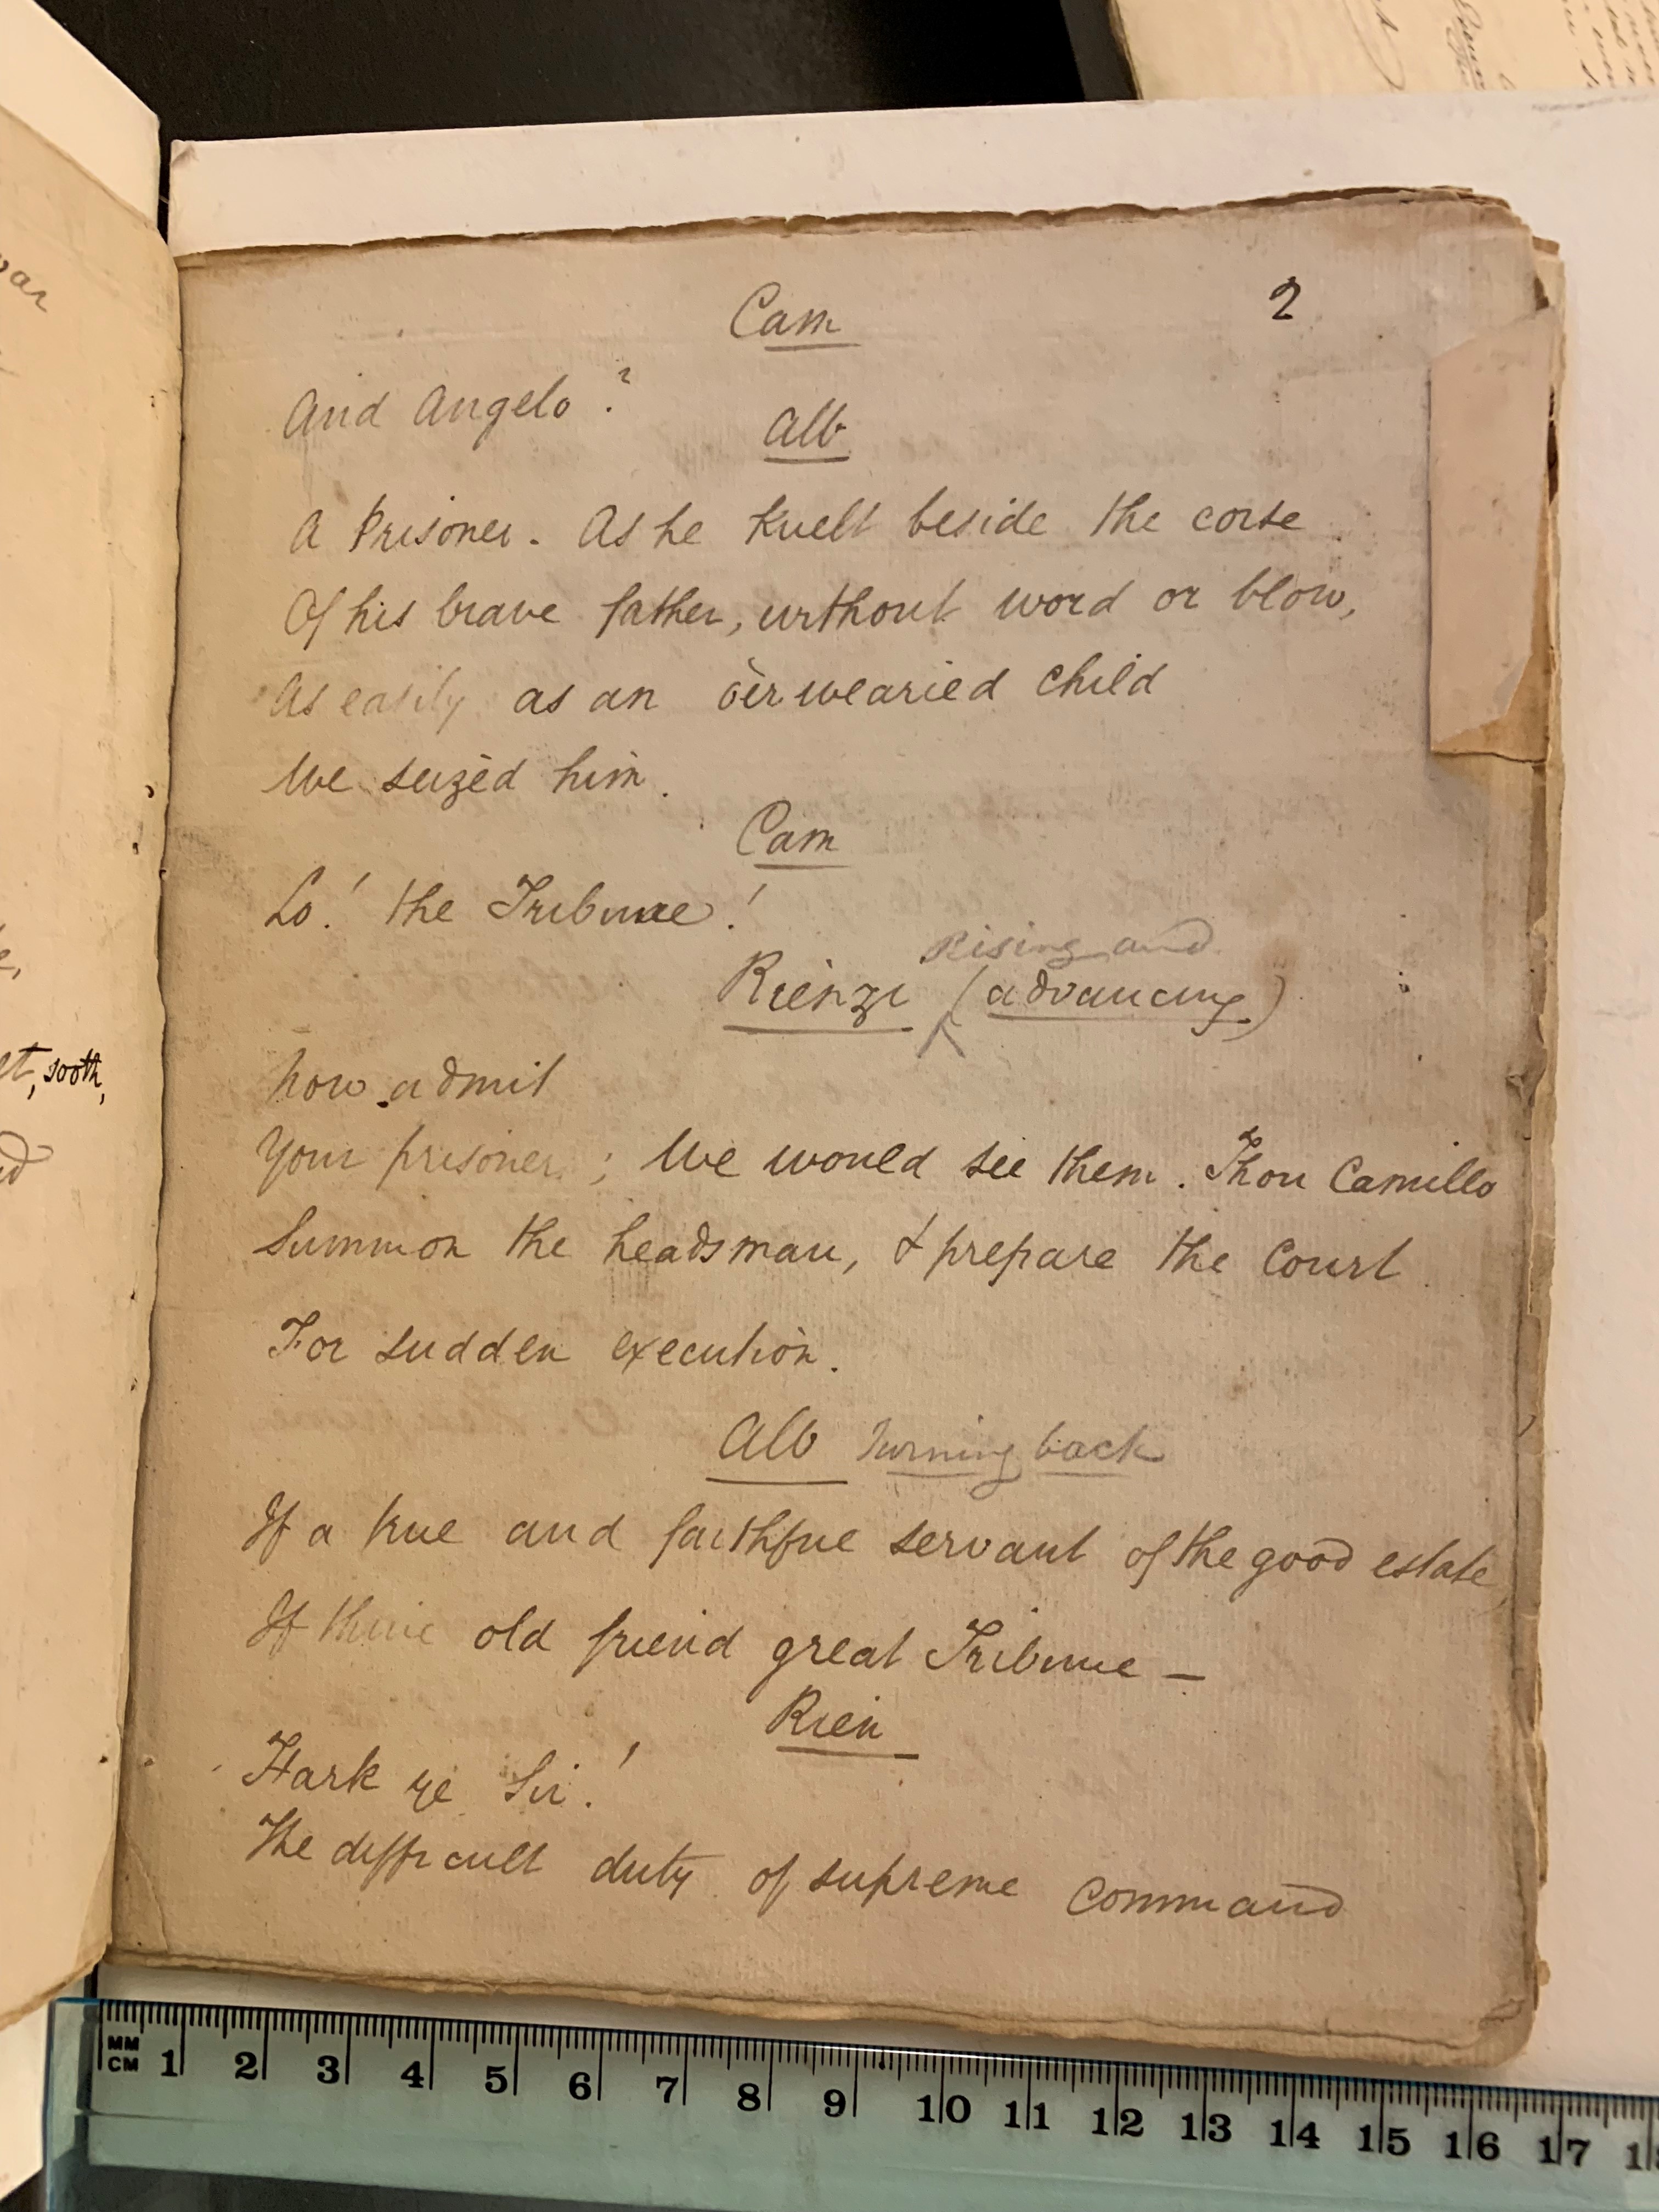 Cam
2
And Angelo?
Alb
A Prisoner. As he knelt beside the corse
Of his brave father, without word or blow,
As easily as an o'erwearied child
We seized him.
Cam
Lo! the Tribune!
Rising and
Rienzi (advancing)
Now admit
Your prisoner; We would see them. Thou Camillo
Summon the headsman, & prepare the Court
For sudden execution.
Alb turning back
If a true and faithful servant of the good estate,
If thine old friend great Tribune —
Rien
Hark ye Sir!
The difficult duty of supreme command
sooth,
MM
CM 1 2 3 4 5 6 7 8 9 10 11 12 13 14 15 16 17